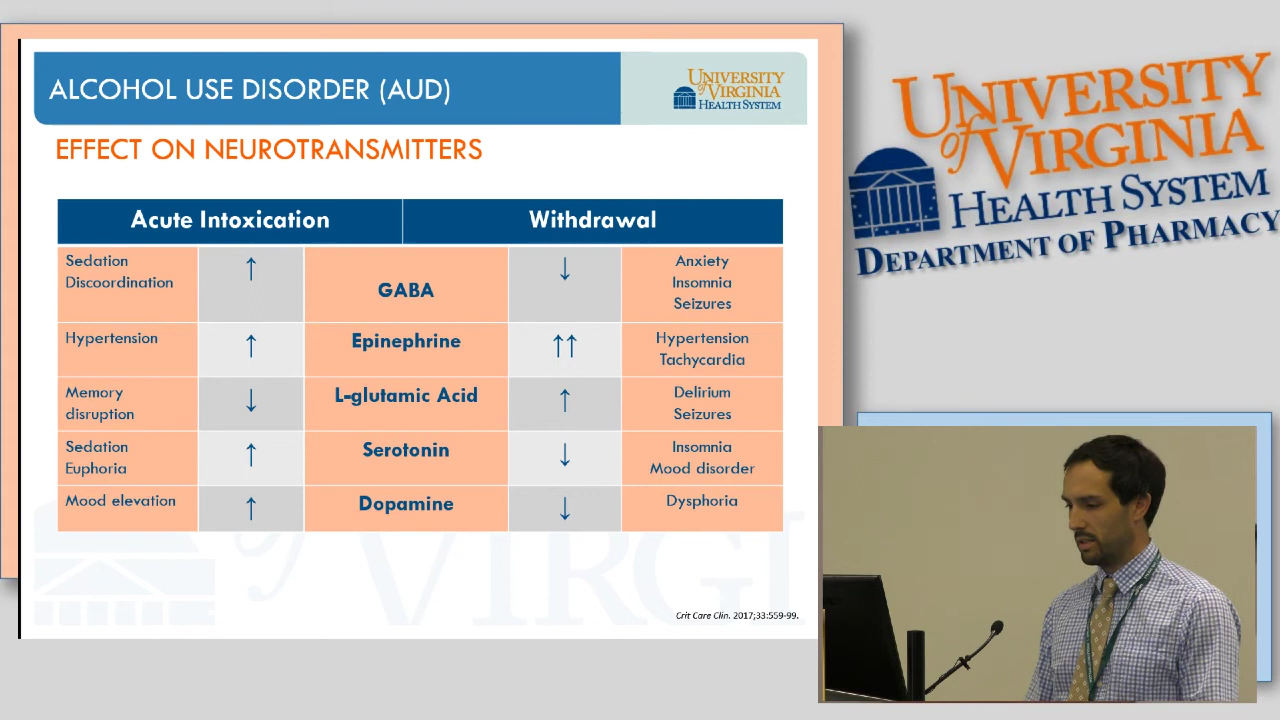 ALCOHOL USE DISORDER (AUD)
UNIVERSITY
of VIRGINIA
HEALTH SYSTEM
EFFECT ON NEUROTRANSMITTERS
Acute Intoxication Withdrawal
Sedation
Discoordination
↑
GABA
↓
Anxiety
Insomnia
Seizures
Hypertension
↑
Epinephrine
↑↑
Hypertension
Tachycardia
Memory
disruption
↓
L-glutamic Acid
↑
Delirium
Seizures
Sedation
Euphoria
↑
Serotonin
↓
Insomnia
Mood disorder
Mood elevation
↑
Dopamine
↓
Dysphoria
of VIRGI
Crit Care Clin. 2017;33:559-99.
UNIVERSITY
of VIRGINIA
HEALTH SYSTEM
DEPARTMENT OF PHARMACY